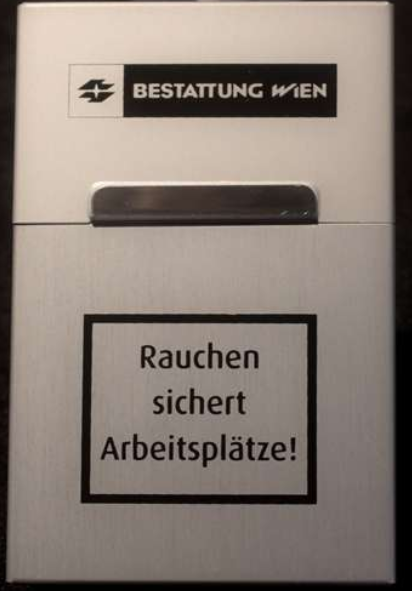 BESTATTUNG WIEN
Rauchen
sichert
Arbeitsplätze!